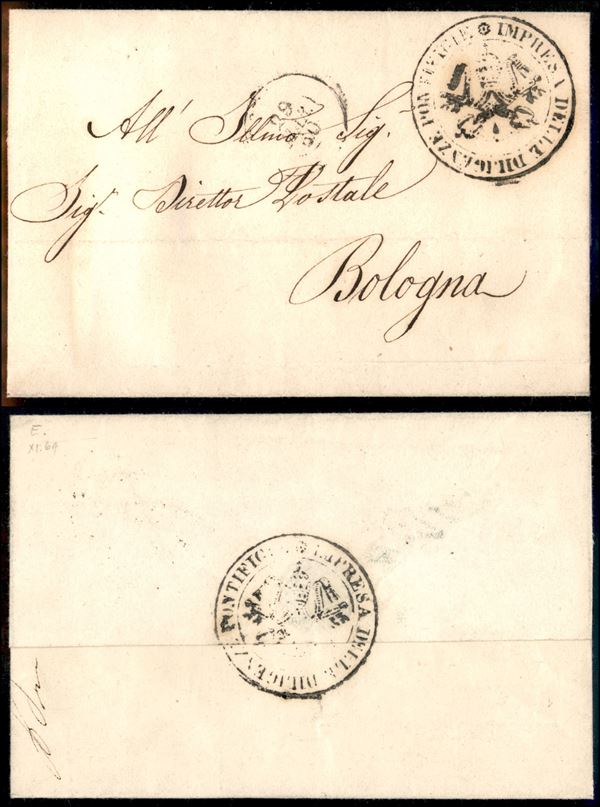 IMPRESA DELLE DILIGENZE PONTIFICIE
All' Illmo Sig.r
Sig.r Direttor Postale
Bologna
E.
IMPRESA DELLE DILIGENZE PONTIFICIE